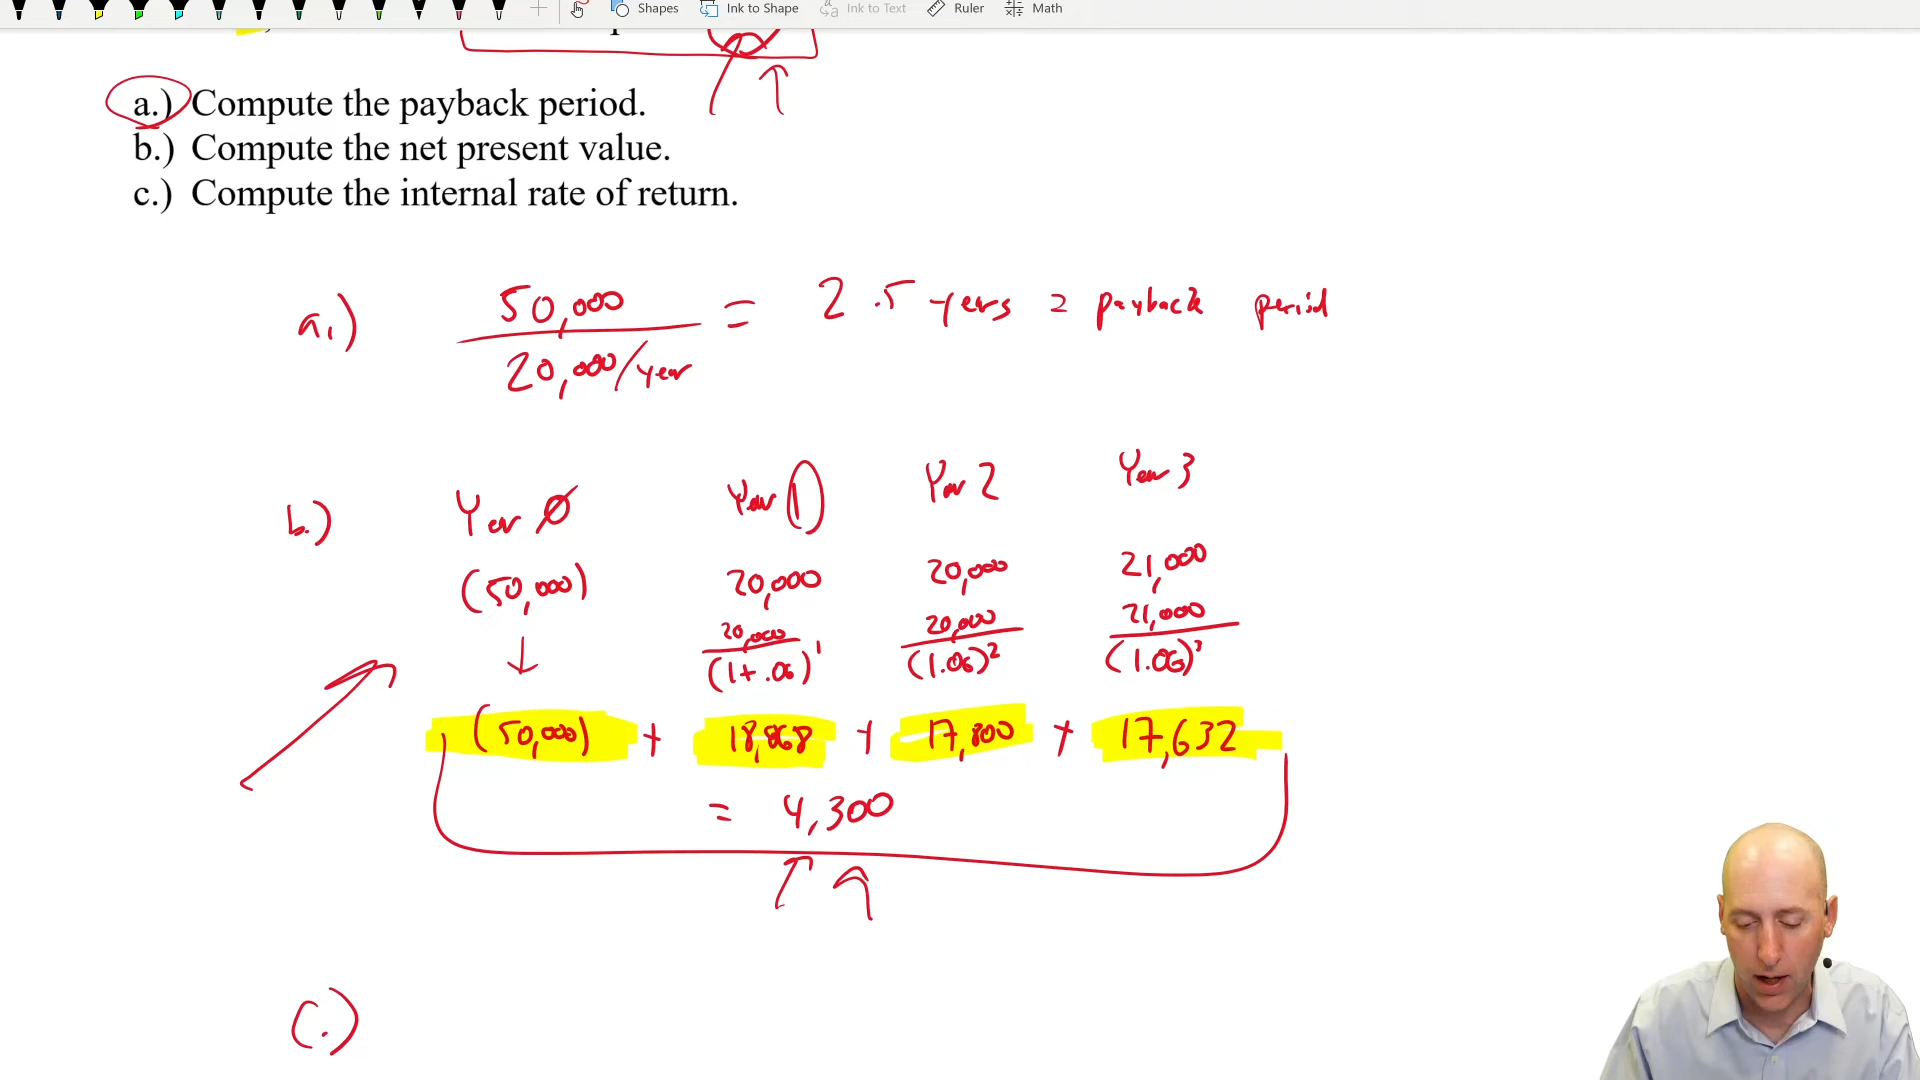 Shapes Ink to Shape Ink to Text Ruler Math
a.) Compute the payback period.
b.) Compute the net present value.
c.) Compute the internal rate of return.
a.) 50,000 / 20,000/year = 2.5 years = payback period
b.) Year 0 Year 1 Year 2 Year 3
(50,000) 20,000 20,000 21,000
20,000 20,000 21,000
(1+.06)^1 (1.06)^2 (1.06)^3
(50,000) + 18,868 + 17,800 + 17,632
= 4,300
c.)